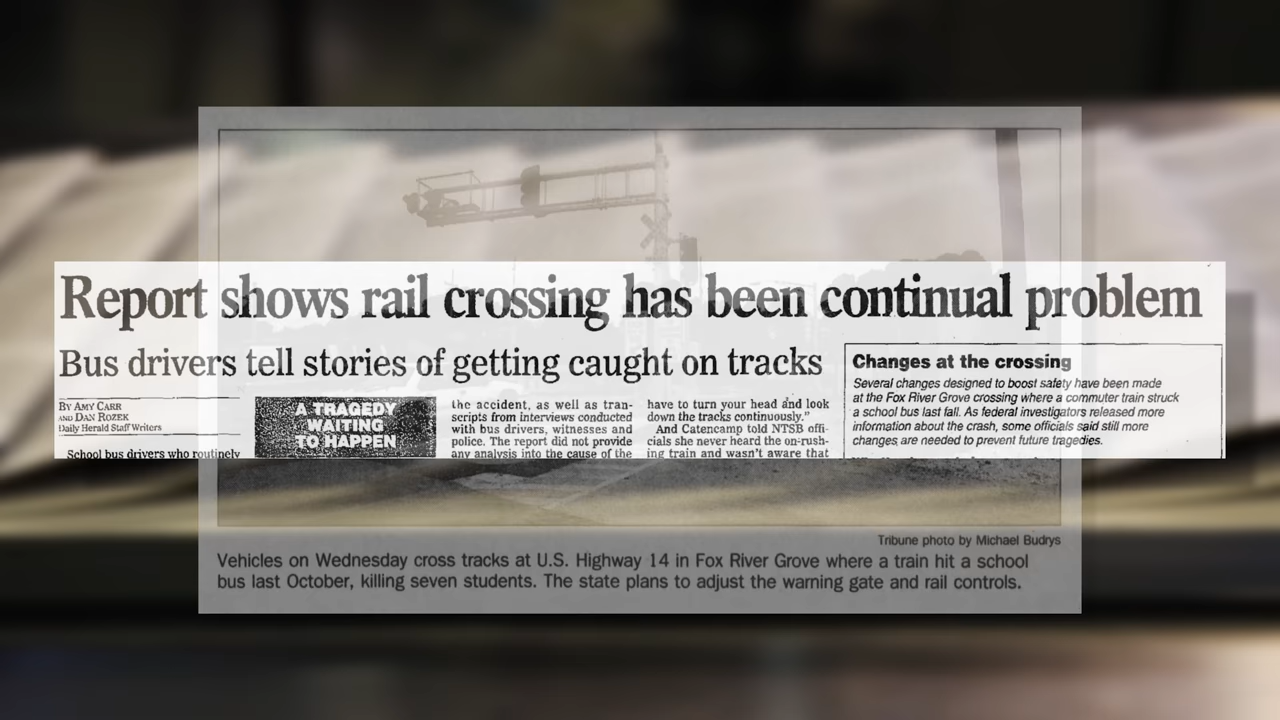 Report shows rail crossing has been continual problem
Bus drivers tell stories of getting caught on tracks
BY AMY CARR
AND DAN ROZEK
Daily Herald Staff Writers
School bus drivers who routinely
A TRAGEDY
WAITING
TO HAPPEN
the accident, as well as tran-
scripts from interviews conducted
with bus drivers, witnesses and
police. The report did not provide
any analysis into the cause of the
have to turn your head and look
down the tracks continuously."
And Catencamp told NTSB offi-
cials she never heard the on-rush-
ing train and wasn't aware that
Changes at the crossing
Several changes designed to boost safety have been made
at the Fox River Grove crossing where a commuter train struck
a school bus last fall. As federal investigators released more
information about the crash, some officials said still more
changes are needed to prevent future tragedies.
Tribune photo by Michael Budrys
Vehicles on Wednesday cross tracks at U.S. Highway 14 in Fox River Grove where a train hit a school
bus last October, killing seven students. The state plans to adjust the warning gate and rail controls.